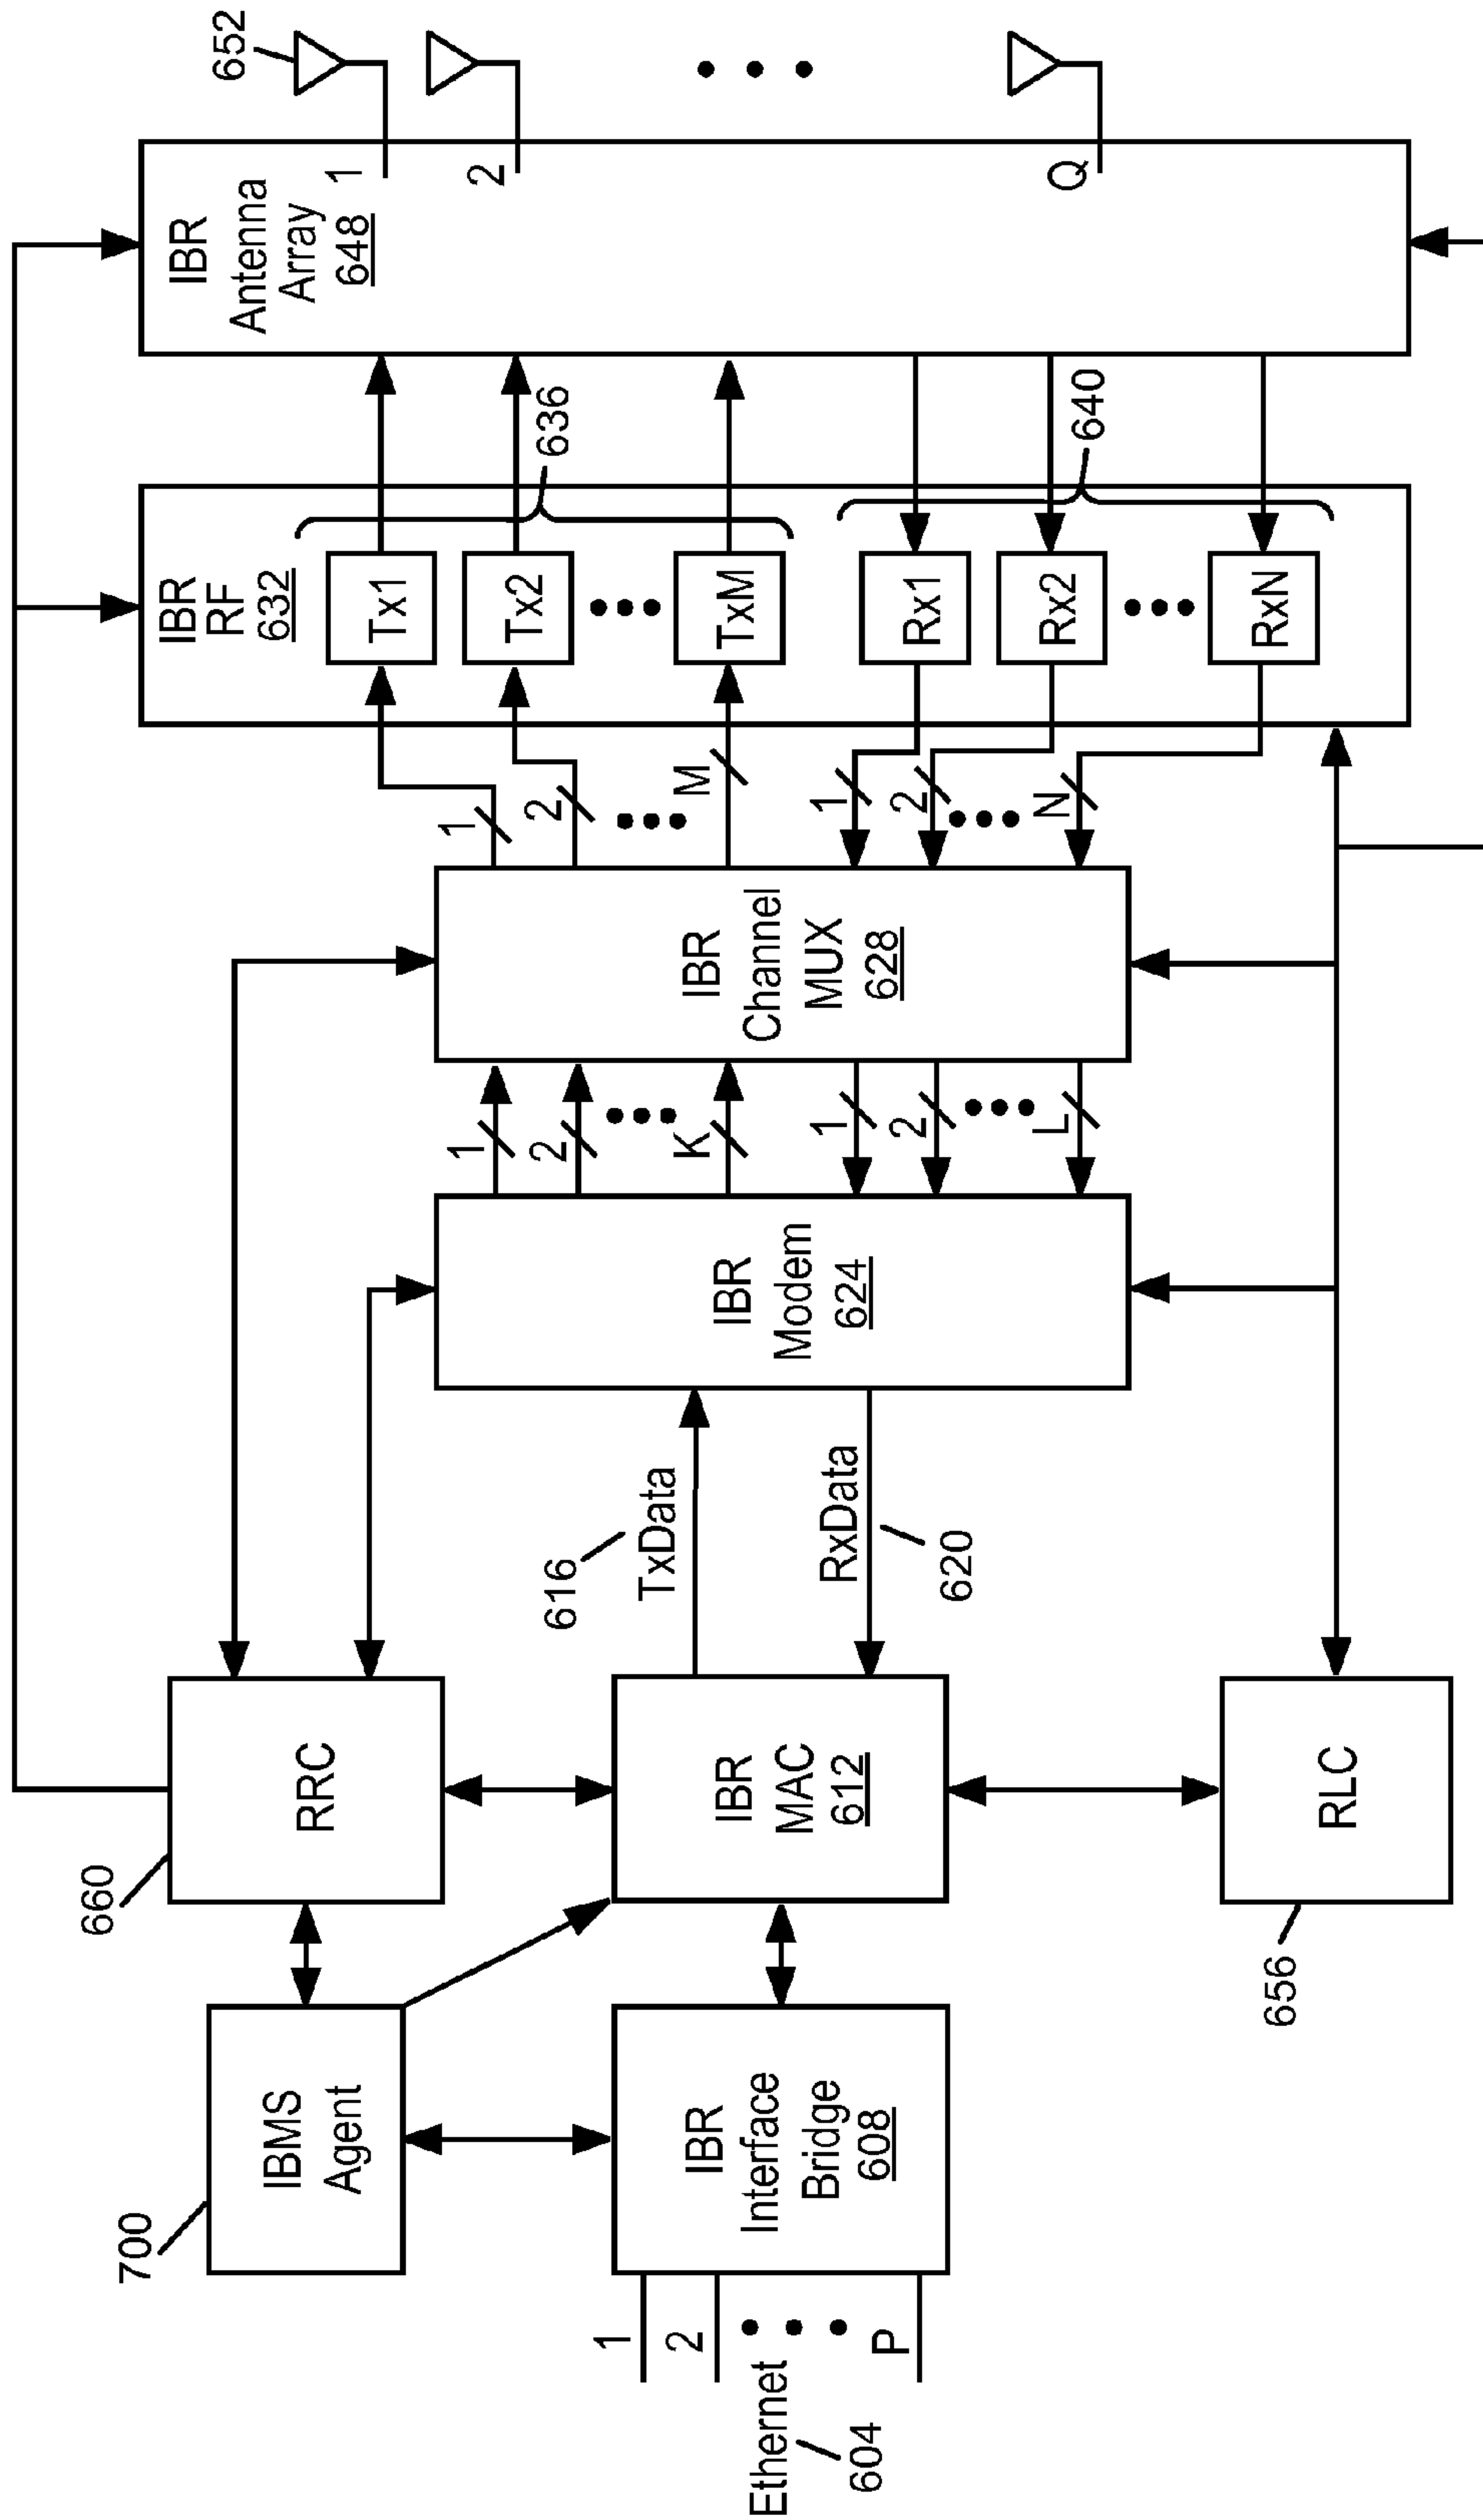 700
IBMS
Agent
660
RRC
Ethernet
604
1
2
P
IBR
Interface
Bridge
608
IBR
MAC
612
656
RLC
616
TxData
RxData
620
IBR
Modem
624
1
2
K
1
2
L
IBR
Channel
MUX
628
1
2
M
1
2
N
IBR
RF
632
Tx1
Tx2
TxM
Rx1
Rx2
RxN
636
640
IBR
Antenna
Array
648
1
2
Q
652